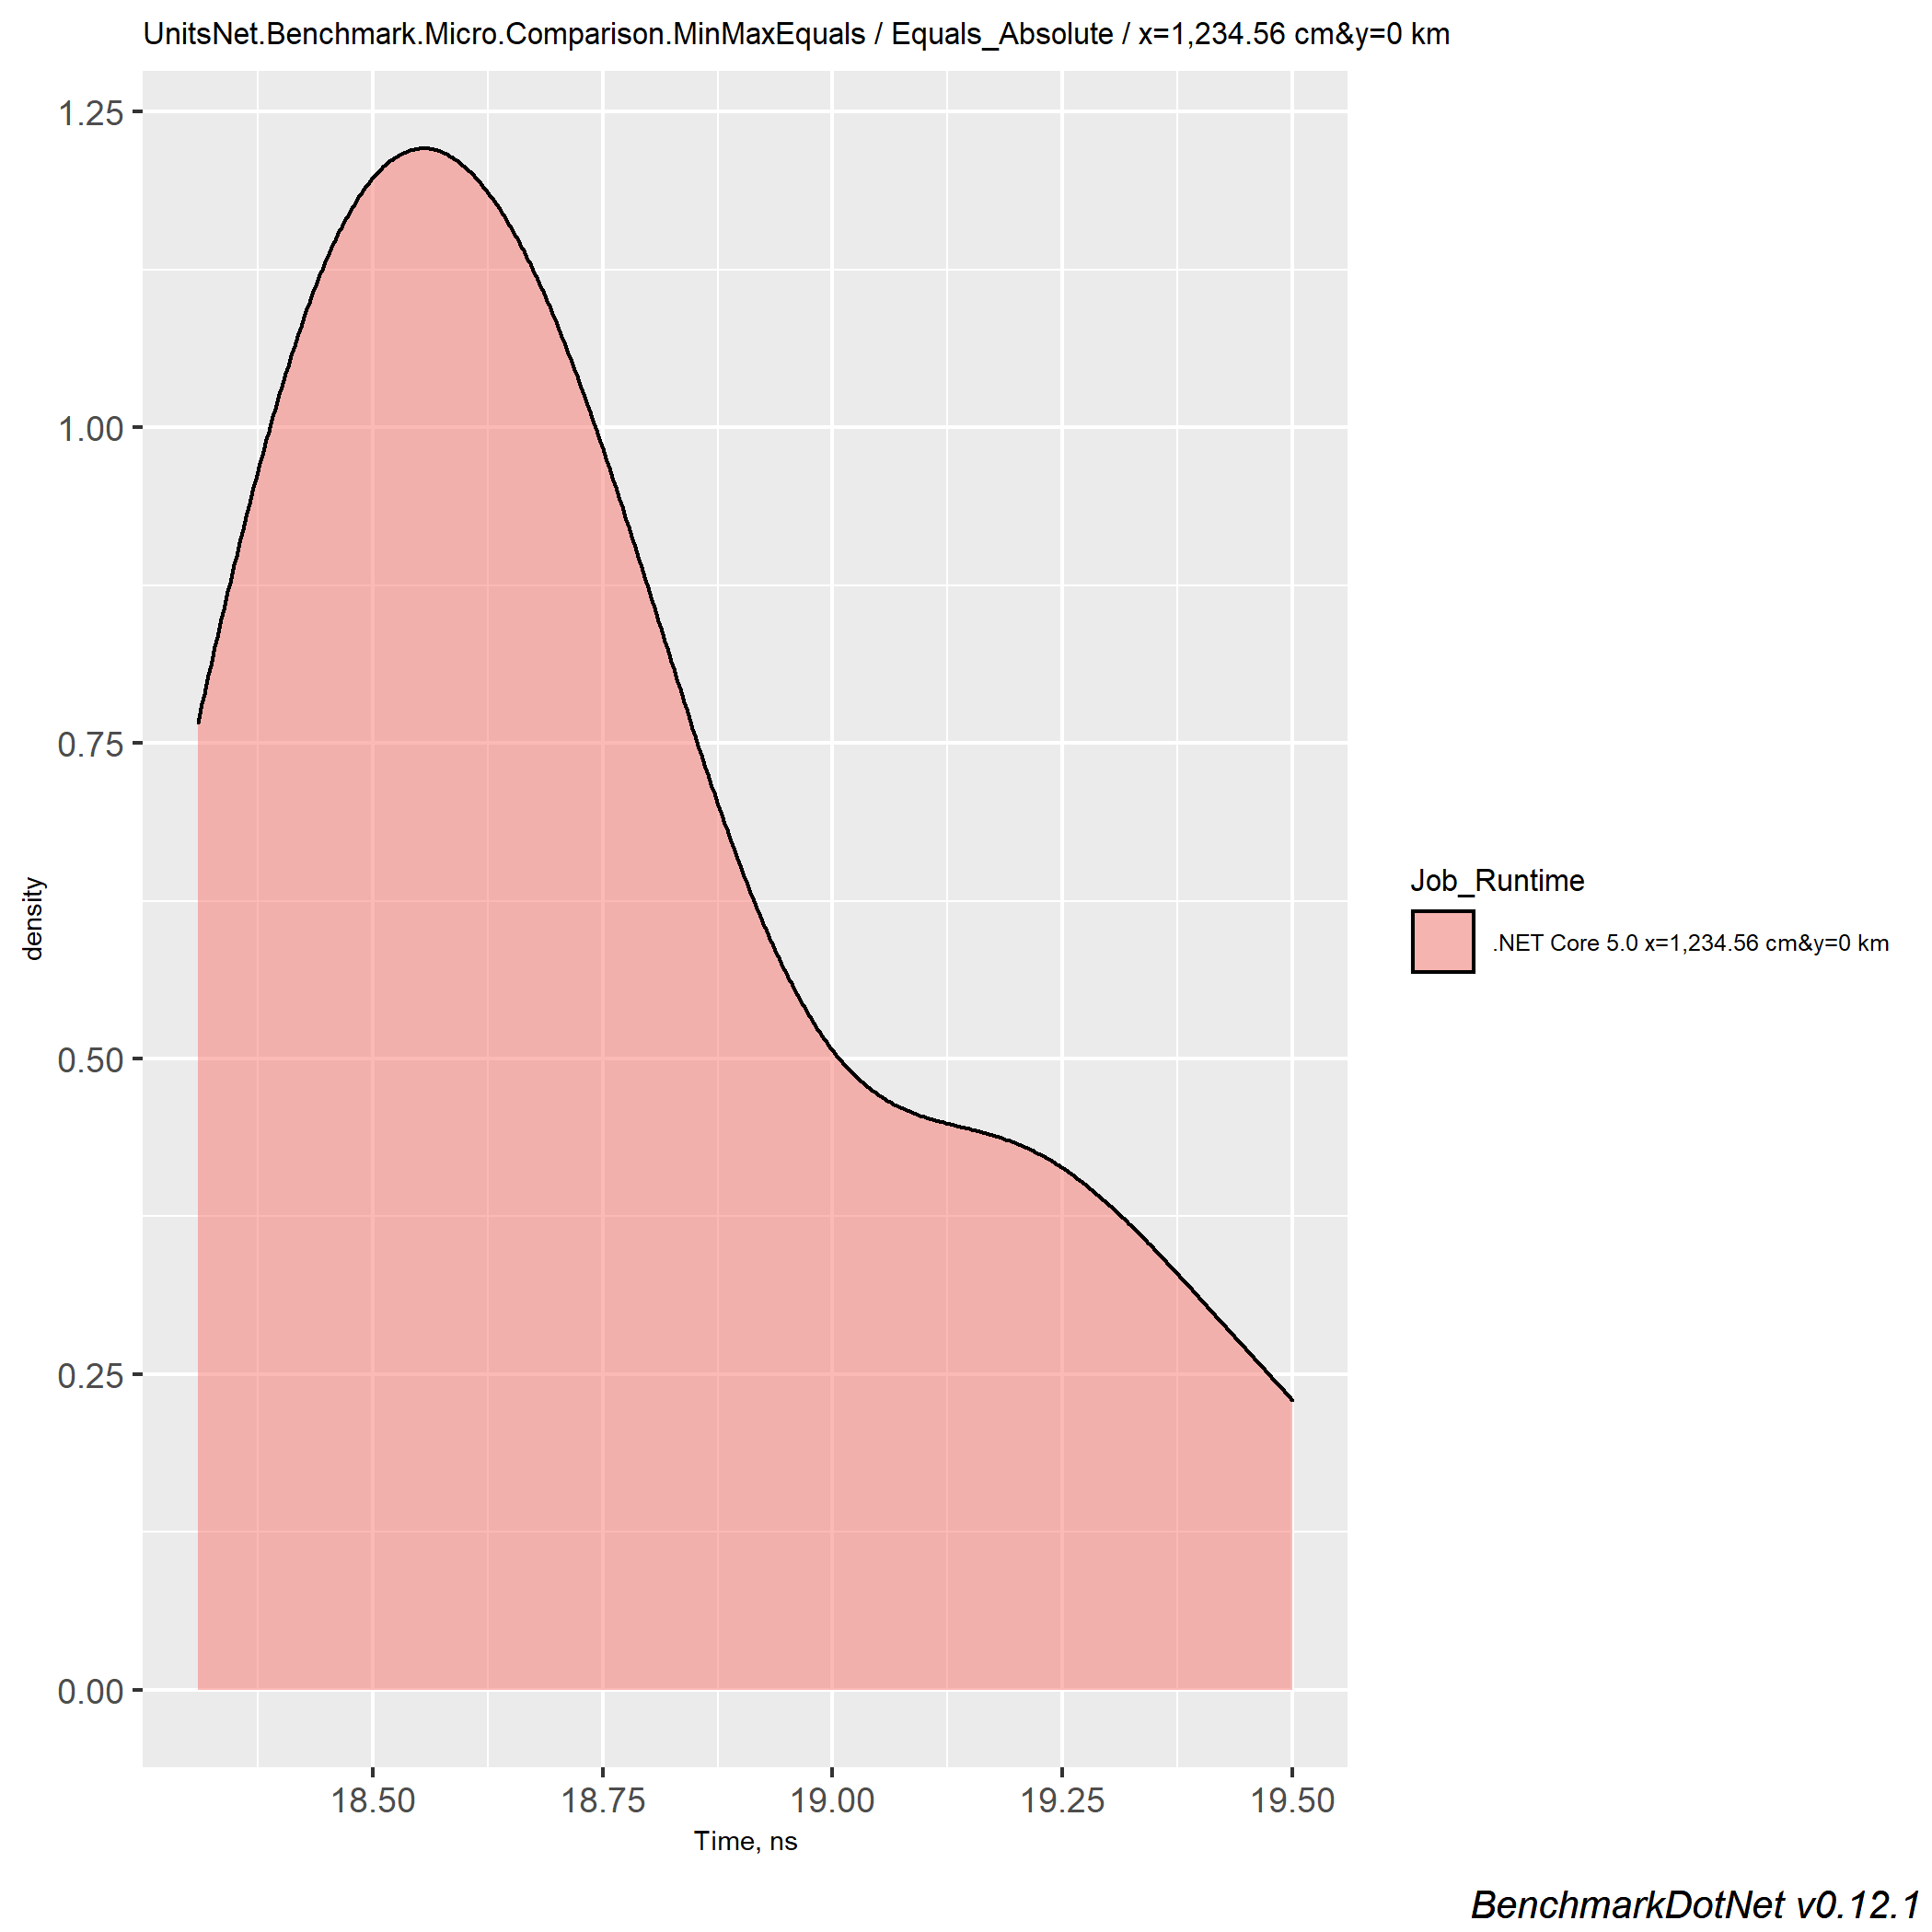 UnitsNet.Benchmark.Micro.Comparison.MinMaxEquals / Equals_Absolute / x=1,234.56 cm&y=0 km
1.25
1.00
0.75
0.50
0.25
0.00
density
18.50 18.75 19.00 19.25 19.50
Time, ns
Job_Runtime
.NET Core 5.0 x=1,234.56 cm&y=0 km
BenchmarkDotNet v0.12.1